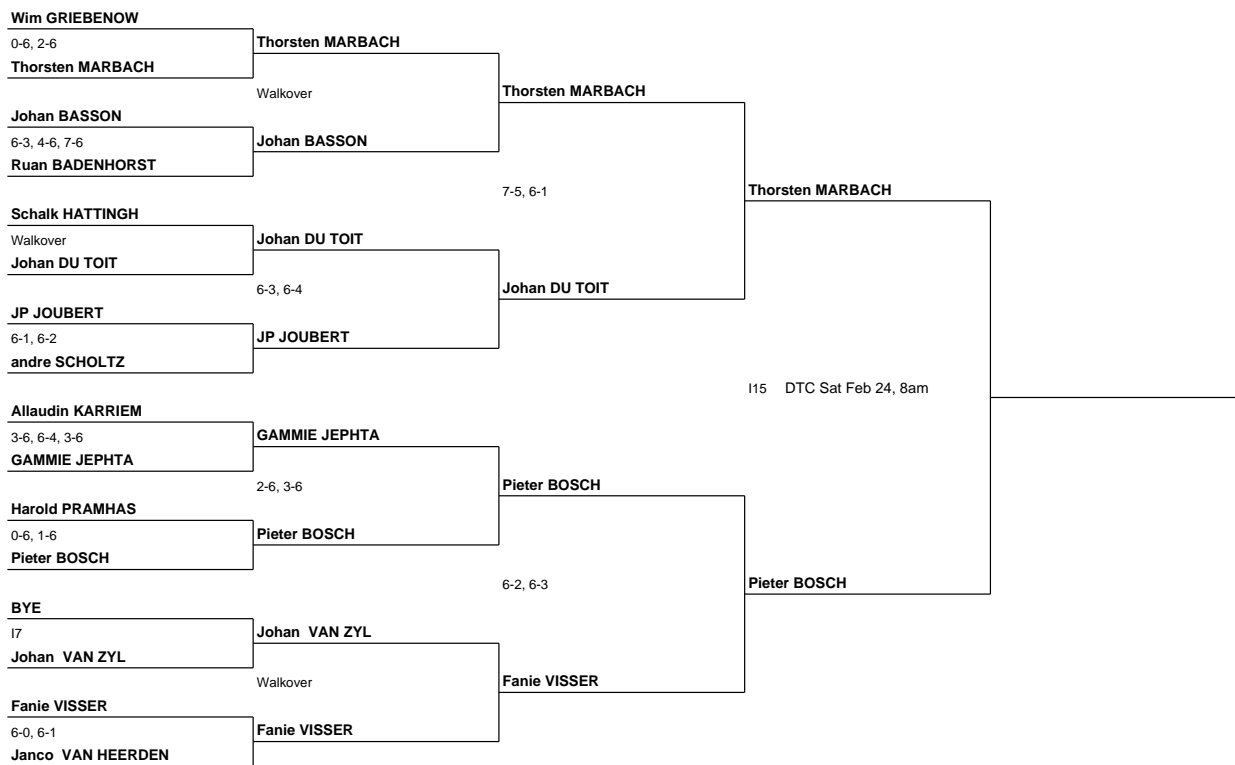 Wim GRIEBENOW
0-6, 2-6
Thorsten MARBACH
Thorsten MARBACH
Walkover
Thorsten MARBACH
Johan BASSON
6-3, 4-6, 7-6
Johan BASSON
Ruan BADENHORST
7-5, 6-1
Thorsten MARBACH
Schalk HATTINGH
Walkover
Johan DU TOIT
Johan DU TOIT
6-3, 6-4
Johan DU TOIT
JP JOUBERT
6-1, 6-2
JP JOUBERT
andre SCHOLTZ
I15 DTC Sat Feb 24, 8am
Allaudin KARRIEM
3-6, 6-4, 3-6
GAMMIE JEPHTA
GAMMIE JEPHTA
2-6, 3-6
Pieter BOSCH
Harold PRAMHAS
0-6, 1-6
Pieter BOSCH
Pieter BOSCH
6-2, 6-3
Pieter BOSCH
BYE
I7
Johan VAN ZYL
Johan VAN ZYL
Walkover
Fanie VISSER
Fanie VISSER
6-0, 6-1
Fanie VISSER
Janco VAN HEERDEN